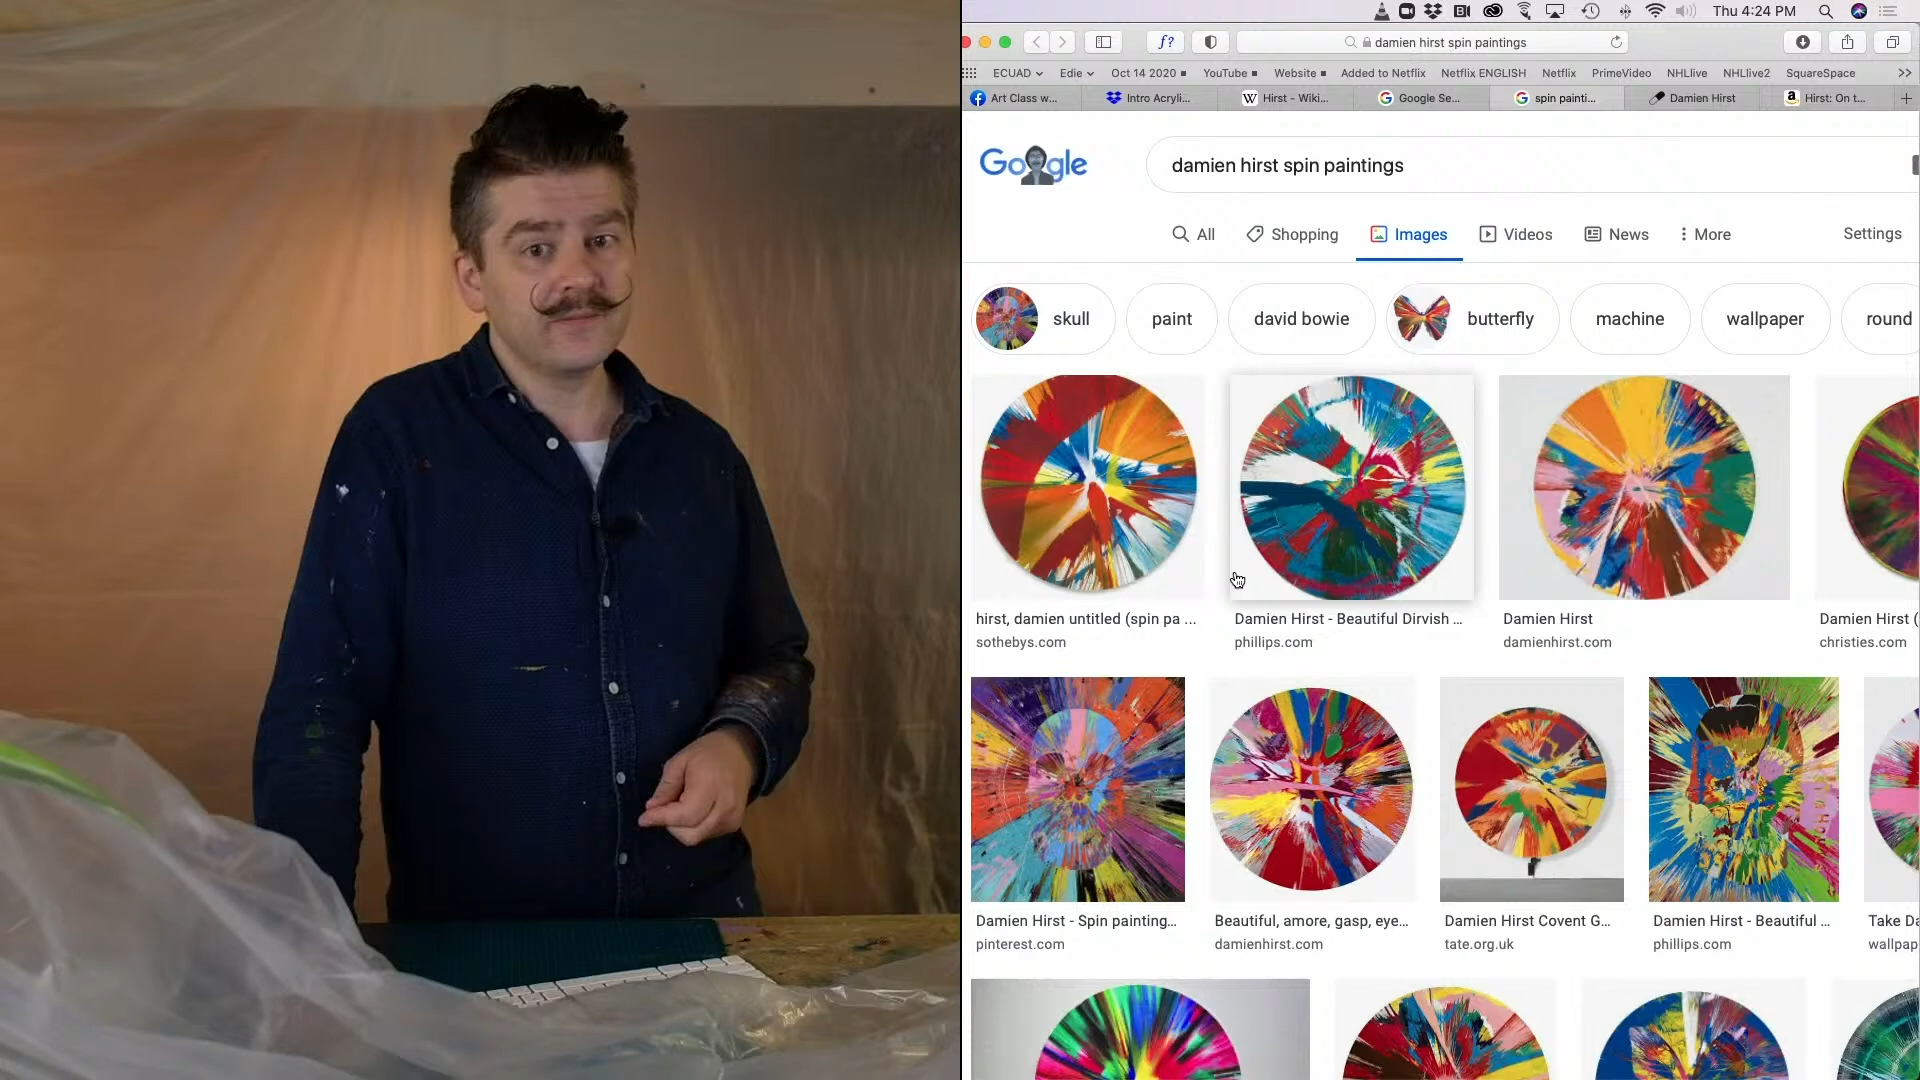 Thu 4:24 PM
f?
damien hirst spin paintings
ECUAD Edie Oct 14 2020 YouTube Website Added to Netflix Netflix ENGLISH Netflix PrimeVideo NHLlive NHLlive2 SquareSpace
Art Class w... Intro Acryli... Hirst - Wiki... Google Se... spin painti... Damien Hirst Hirst: On t...
Google damien hirst spin paintings
All Shopping Images Videos News More Settings
skull paint david bowie butterfly machine wallpaper round
hirst, damien untitled (spin pa ... Damien Hirst - Beautiful Dirvish ... Damien Hirst Damien Hirst (
sothebys.com phillips.com damienhirst.com christies.com
Damien Hirst - Spin painting... Beautiful, amore, gasp, eye... Damien Hirst Covent G... Damien Hirst - Beautiful ... Take Da
pinterest.com damienhirst.com tate.org.uk phillips.com wallpap